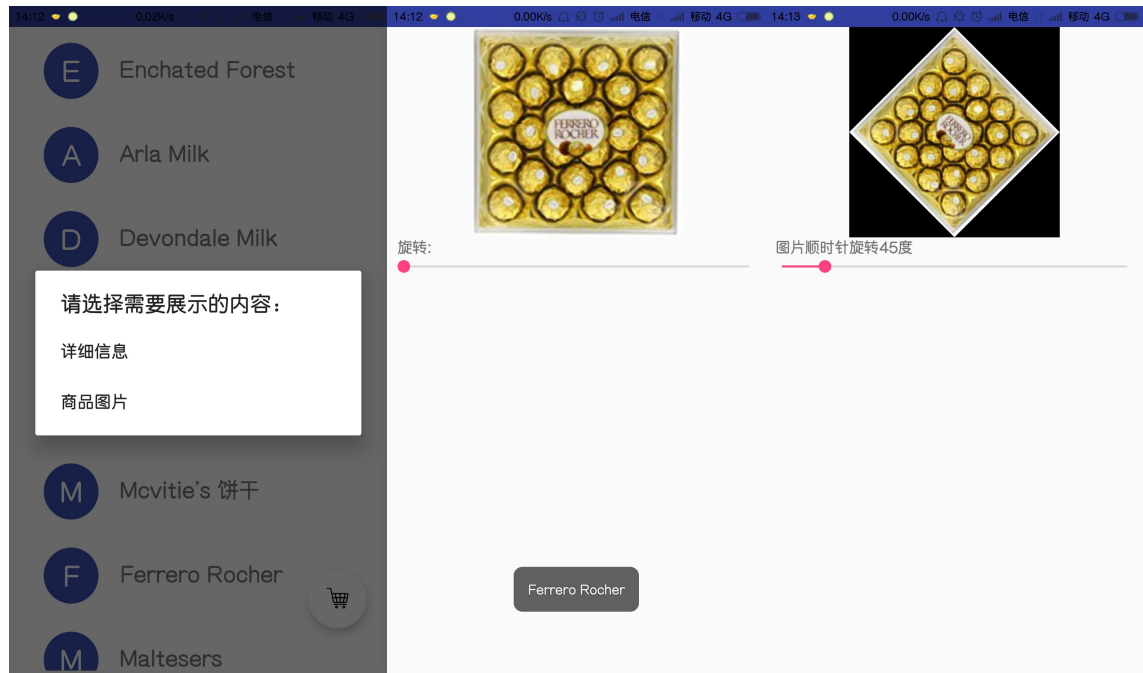 14:12
0.02K/s
电信
移动 4G
E
Enchated Forest
A
Arla Milk
D
Devondale Milk
请选择需要展示的内容：
详细信息
商品图片
M
Mcvitie's 饼干
F
Ferrero Rocher
M
Maltesers
14:12
0.00K/s
电信
移动 4G
FERRERO
ROCHER
旋转:
Ferrero Rocher
14:13
0.00K/s
电信
移动 4G
FERRERO
ROCHER
图片顺时针旋转45度